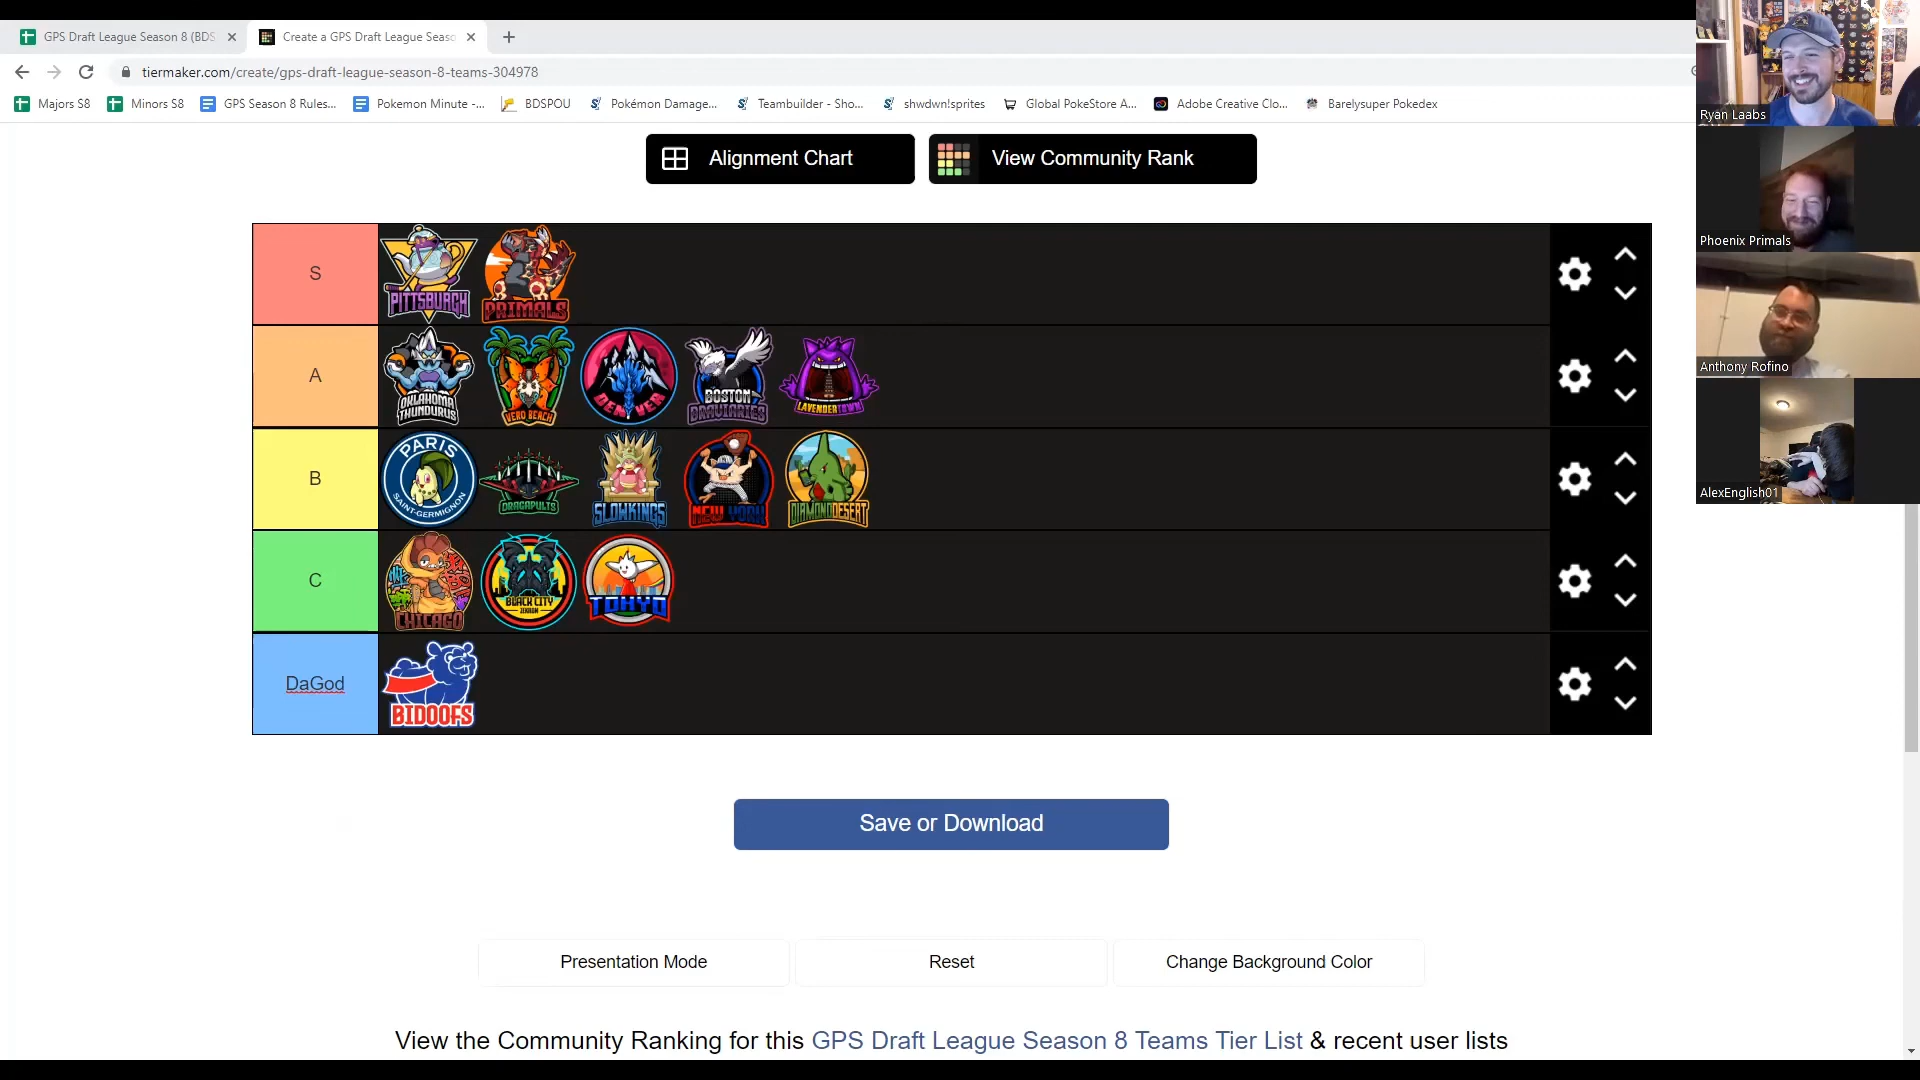 GPS Draft League Season 8 (BDS
Create a GPS Draft League Seaso
tiermaker.com/create/gps-draft-league-season-8-teams-304978
Majors S8
Minors S8
GPS Season 8 Rules...
Pokemon Minute -...
BDSPOU
Pokémon Damage...
Teambuilder - Sho...
shwdwn!sprites
Global PokeStore A...
Adobe Creative Clo...
Barelysuper Pokedex
Ryan Laabs
Phoenix Primals
Anthony Rofino
AlexEnglish01
Alignment Chart
View Community Rank
S
PITTSBURGH
PRIMALS
A
OKLAHOMA
THUNDURUS
VERO BEACH
DENVER
BOSTON
BRAVIARIES
LAVENDER TOWN
B
PARIS
SAINT-GERMIGNON
DRAGAPULTS
SLOWKINGS
NEW YORK
DIAMOND DESERT
C
CHICAGO
BLACK CITY
ZEKROM
TOKYO
DaGod
BIDOOFS
Save or Download
Presentation Mode
Reset
Change Background Color
View the Community Ranking for this GPS Draft League Season 8 Teams Tier List & recent user lists